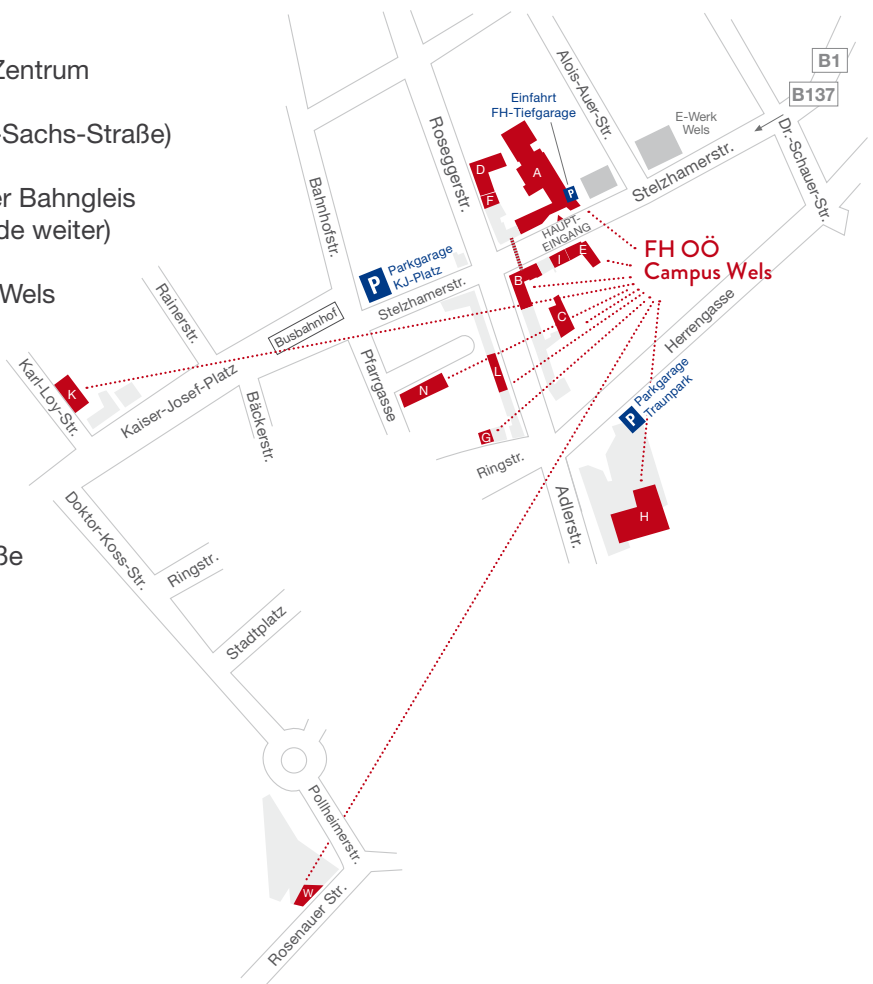 Zentrum
-Sachs-Straße)
er Bahngleis
de weiter)
Wels
ße
B1
B137
Alois-Auer-Str.
E-Werk
Wels
Einfahrt
FH-Tiefgarage
Dr.-Schauer-Str.
Roseggerstr.
Bahnhofstr.
D
F
A
P
Stelzhamerstr.
HAUPT-
EINGANG
FH OÖ
Campus Wels
B
I
E
C
Parkgarage
KJ-Platz
P
Stelzhamerstr.
Busbahnhof
Rainerstr.
Herrengasse
Karl-Loy-Str.
K
Kaiser-Josef-Platz
Bäckerstr.
Pfarrgasse
N
L
G
Ringstr.
Parkgarage
Traunpark
P
Adlerstr.
H
Doktor-Koss-Str.
Ringstr.
Stadtplatz
Pollheimerstr.
W
Rosenauer Str.